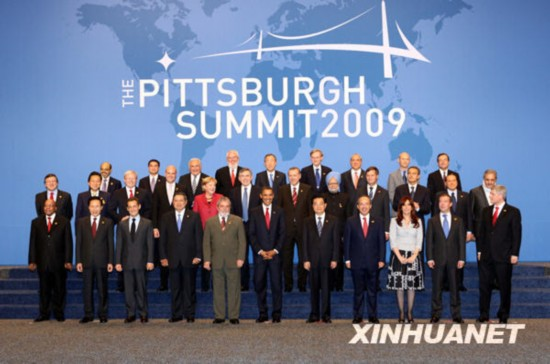 THE
PITTSBURGH
SUMMIT2009
XINHUANET